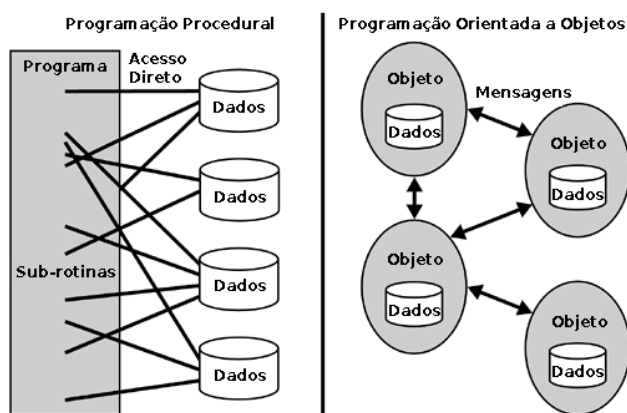 Programação Procedural
Programa
Acesso
Direto
Dados
Dados
Sub-rotinas
Dados
Dados
Programação Orientada a Objetos
Objeto
Dados
Mensagens
Objeto
Dados
Objeto
Dados
Objeto
Dados